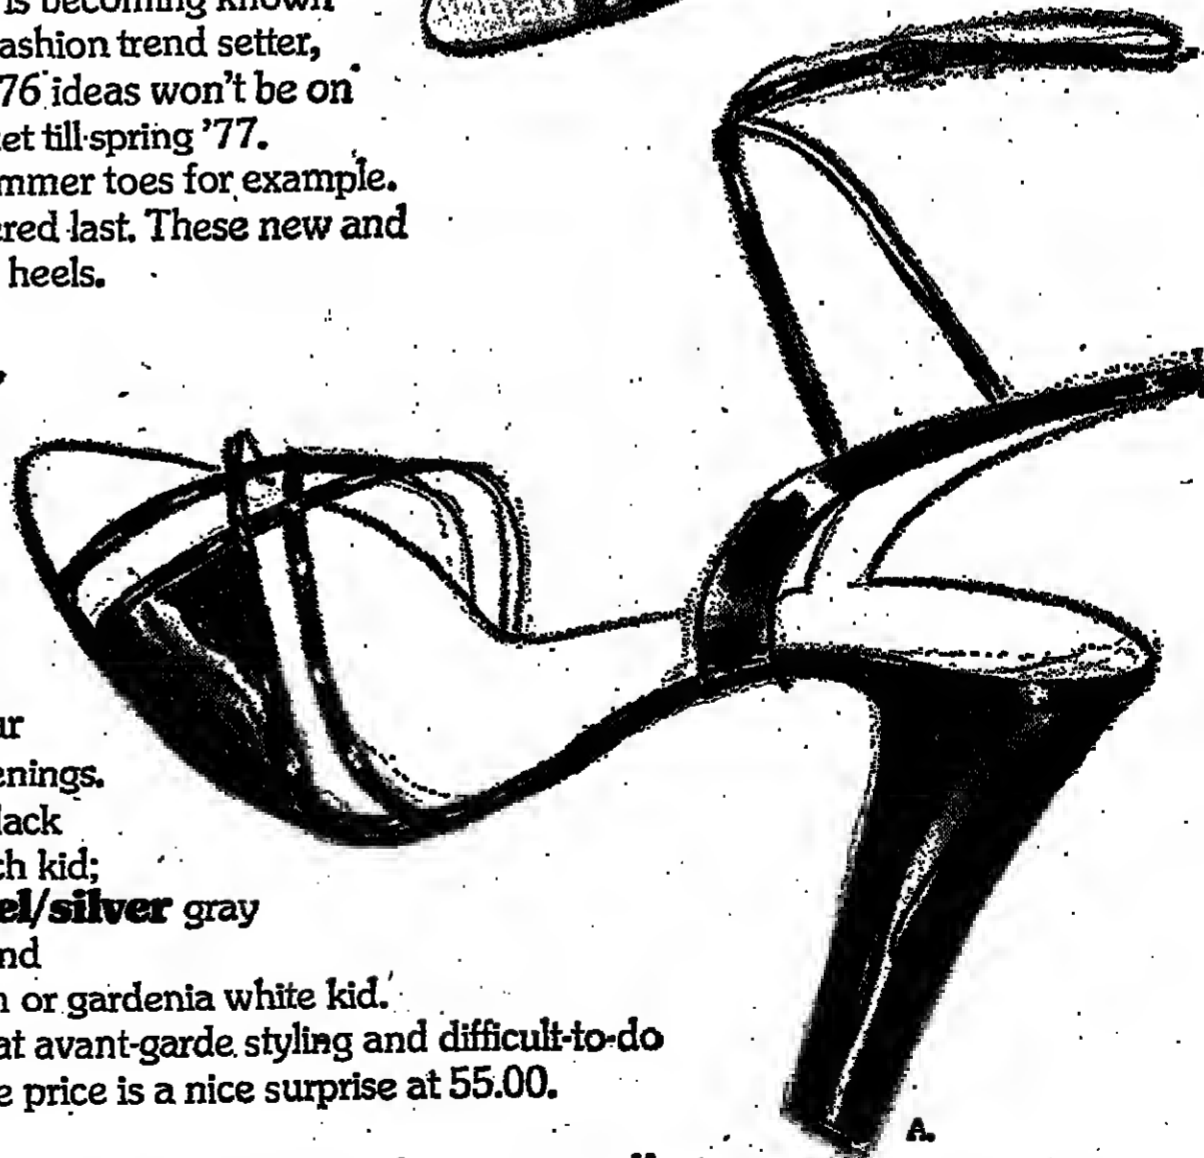 is becoming known
ashion trend setter,
76 ideas won't be on
et till spring '77.
mmer toes for example.
red last. These new and
heels.
ur
enings.
lack
ch kid;
el/silver gray
nd
n or gardenia white kid.
at avant-garde styling and difficult-to-do
e price is a nice surprise at 55.00.
A.